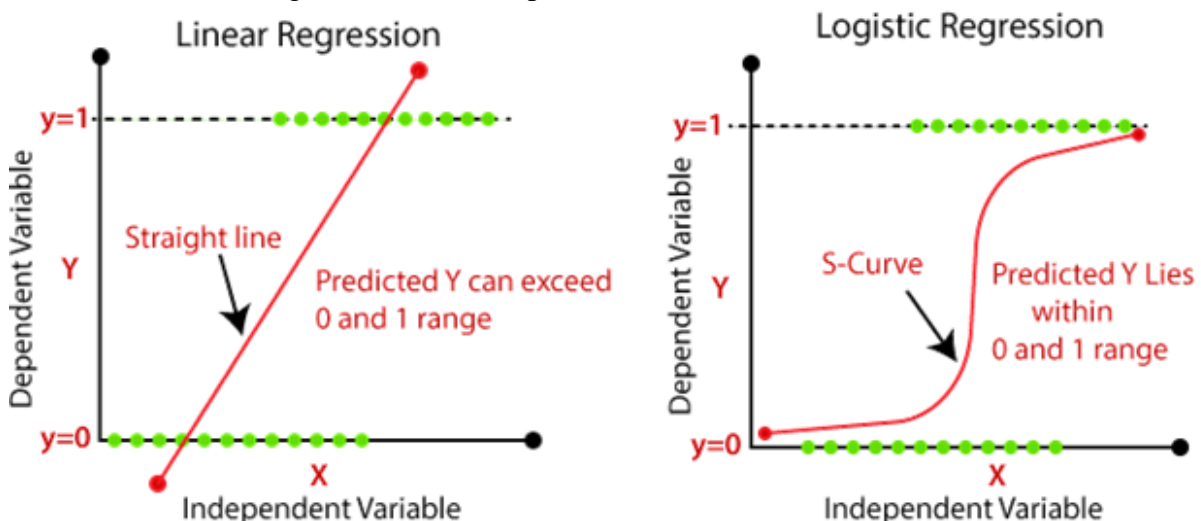 Linear Regression
y=1
Dependent Variable
Y
Straight line
Predicted Y can exceed
0 and 1 range
y=0
X
Independent Variable
Logistic Regression
y=1
Dependent Variable
Y
S-Curve
Predicted Y Lies
within
0 and 1 range
y=0
X
Independent Variable